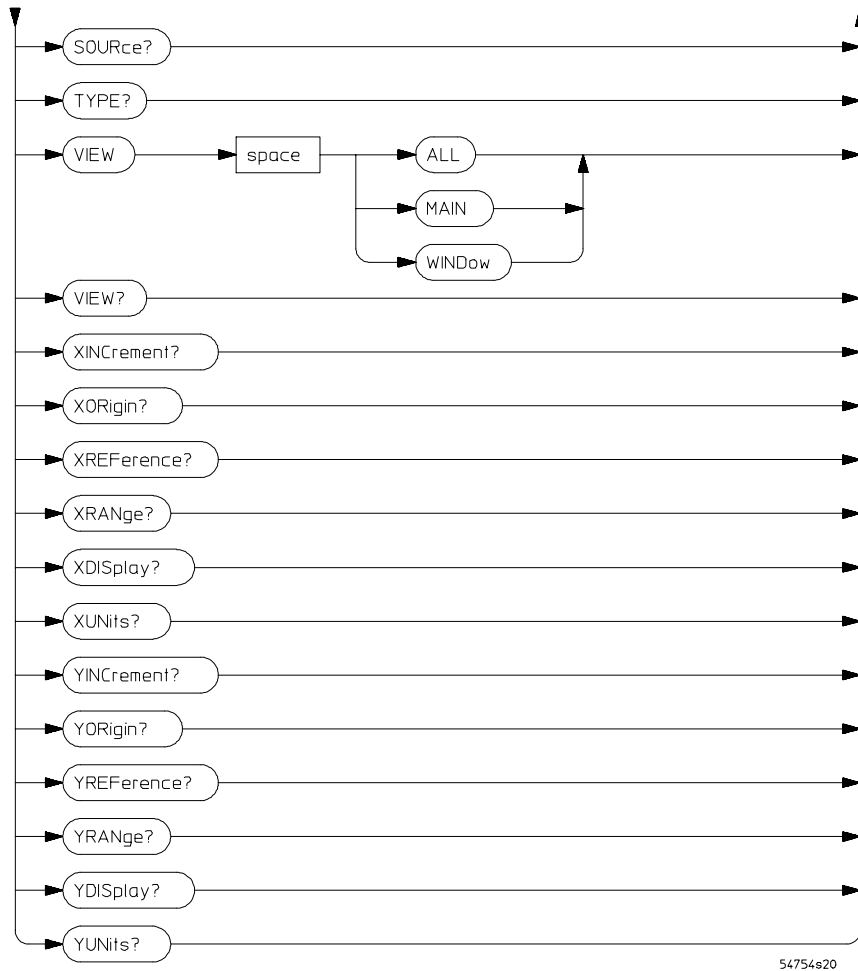 SOURce?
TYPE?
VIEW space ALL
MAIN
WINDow
VIEW?
XINCrement?
XORigin?
XREFerence?
XRANge?
XDISplay?
XUNits?
YINCrement?
YORigin?
YREFerence?
YRANge?
YDISplay?
YUNits?
54754s20